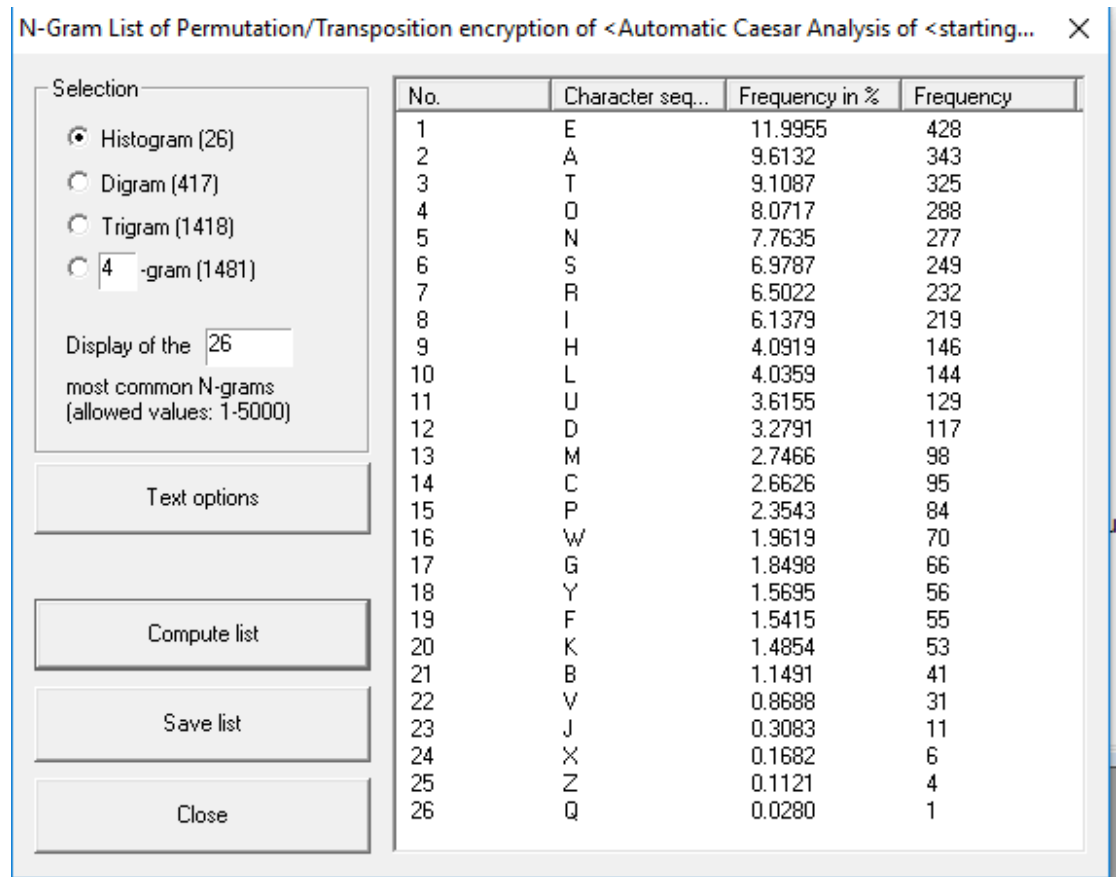 N-Gram List of Permutation/Transposition encryption of <Automatic Caesar Analysis of <starting...
Selection
Histogram (26)
Digram (417)
Trigram (1418)
4 -gram (1481)
Display of the 26
most common N-grams
(allowed values: 1-5000)
Text options
Compute list
Save list
Close
No. Character seq... Frequency in % Frequency
1 E 11.9955 428
2 A 9.6132 343
3 T 9.1087 325
4 O 8.0717 288
5 N 7.7635 277
6 S 6.9787 249
7 R 6.5022 232
8 I 6.1379 219
9 H 4.0919 146
10 L 4.0359 144
11 U 3.6155 129
12 D 3.2791 117
13 M 2.7466 98
14 C 2.6626 95
15 P 2.3543 84
16 W 1.9619 70
17 G 1.8498 66
18 Y 1.5695 56
19 F 1.5415 55
20 K 1.4854 53
21 B 1.1491 41
22 V 0.8688 31
23 J 0.3083 11
24 X 0.1682 6
25 Z 0.1121 4
26 Q 0.0280 1